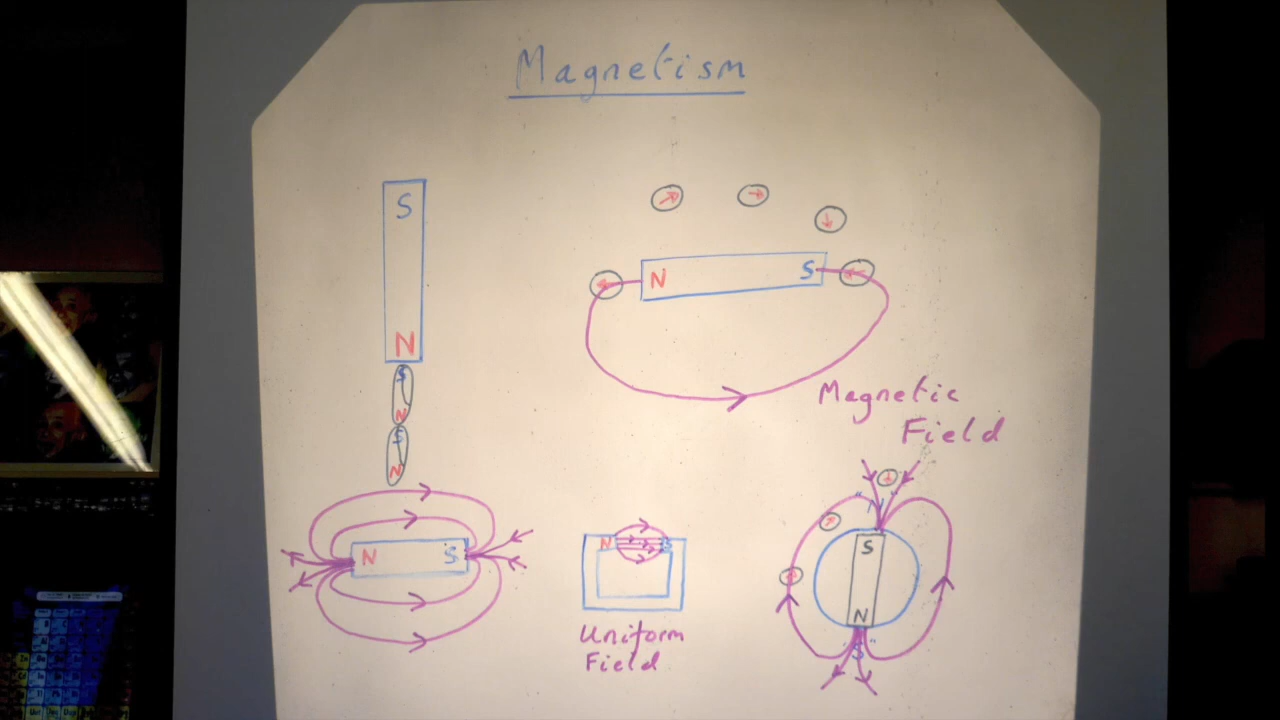 Magnetism
S
N
S
N
S
N
N S
Magnetic
Field
N S
N S
Uniform
Field
"N"
S
N
"S"